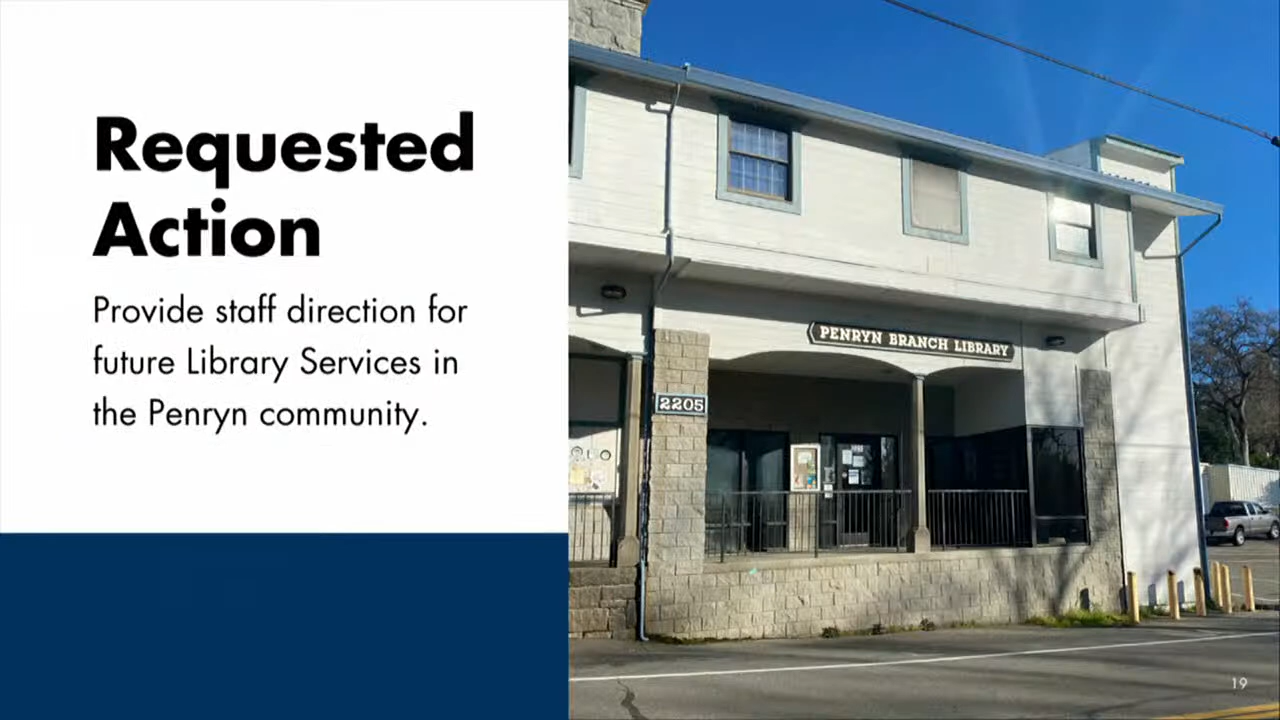 Requested
Action
Provide staff direction for
future Library Services in
the Penryn community.
PENRYN BRANCH LIBRARY
2205
19